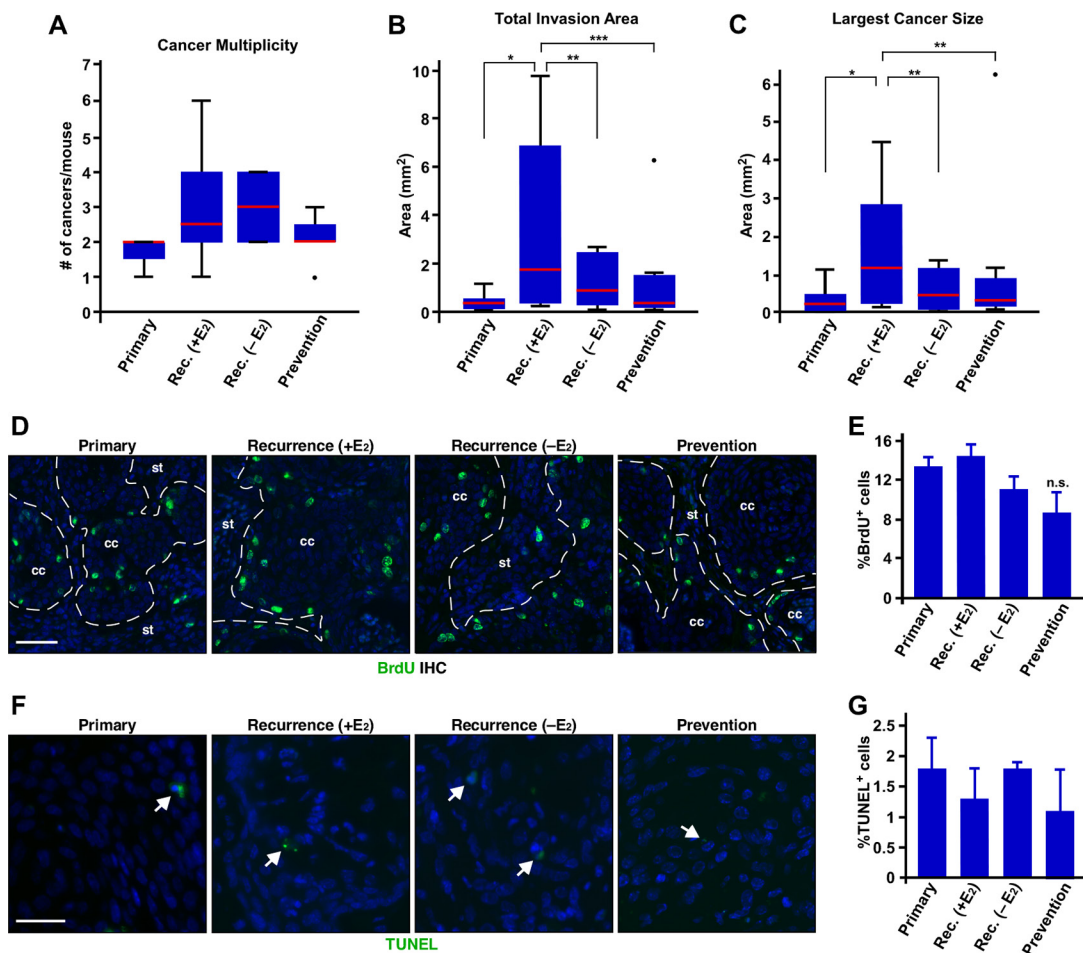 A
Cancer Multiplicity
# of cancers/mouse
7
6
5
4
3
2
1
0
Primary
Rec. (+E₂)
Rec. (– E₂)
Prevention
B
Total Invasion Area
Area (mm²)
10
8
6
4
2
0
*
**
***
Primary
Rec. (+E₂)
Rec. (– E₂)
Prevention
C
Largest Cancer Size
Area (mm²)
6
5
4
3
2
1
0
*
**
**
Primary
Rec. (+E₂)
Rec. (– E₂)
Prevention
D
Primary
Recurrence (+E₂)
Recurrence (–E₂)
Prevention
st
cc
cc
st
st
cc
cc
st
st
cc
cc
cc
BrdU IHC
E
%BrdU⁺ cells
16
12
8
4
0
n.s.
Primary
Rec. (+E₂)
Rec. (– E₂)
Prevention
F
Primary
Recurrence (+E₂)
Recurrence (–E₂)
Prevention
TUNEL
G
%TUNEL⁺ cells
2.5
2
1.5
1
0.5
0
Primary
Rec. (+E₂)
Rec. (– E₂)
Prevention